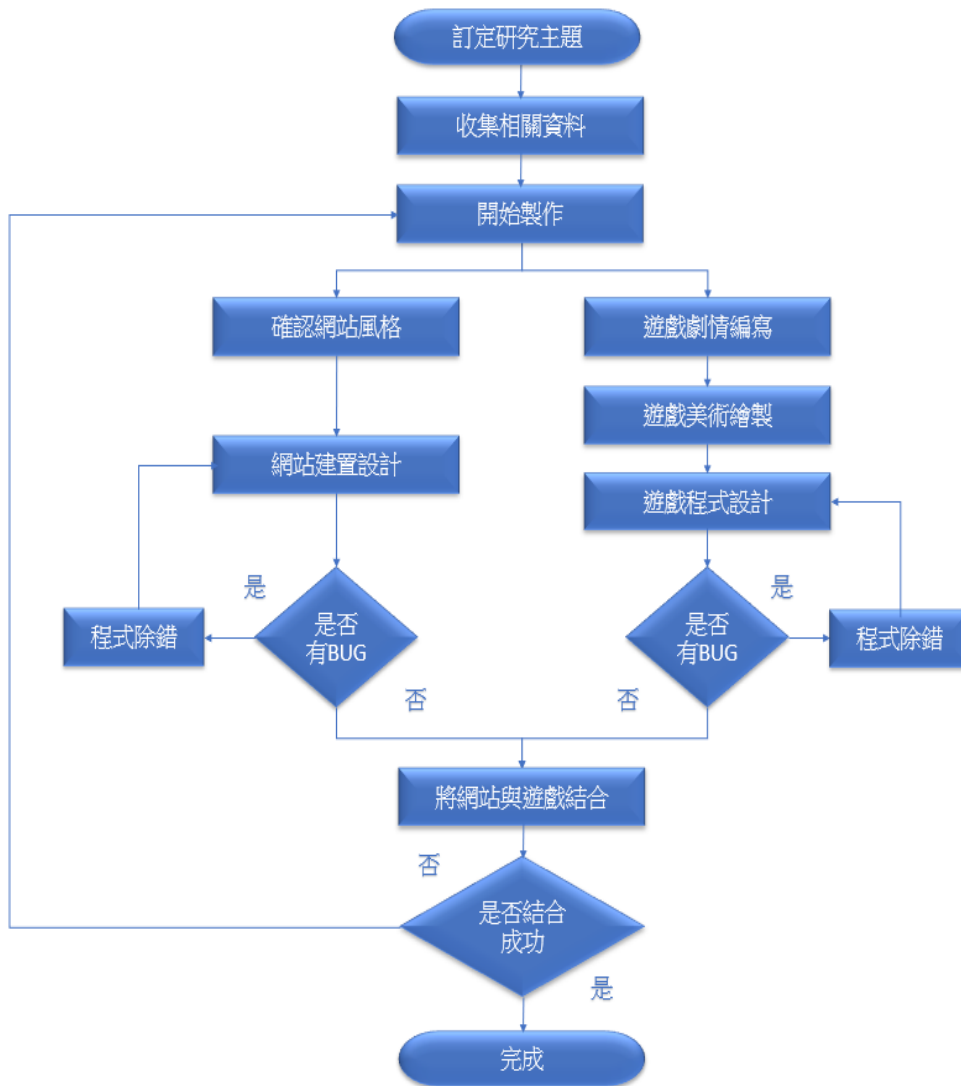 訂定研究主題
收集相關資料
開始製作
確認網站風格
遊戲劇情編寫
遊戲美術繪製
網站建置設計
遊戲程式設計
是
是
程式除錯
是否
有BUG
是否
有BUG
程式除錯
否
否
將網站與遊戲結合
否
是否結合
成功
是
完成